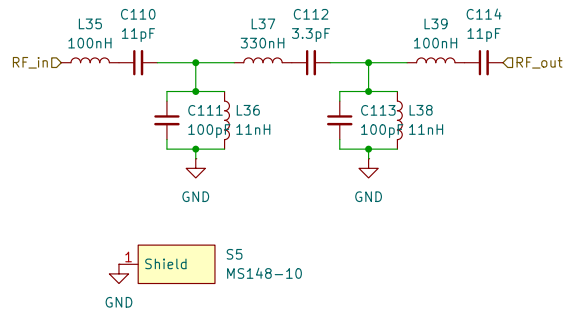 L35
100nH
C110
11pF
L37
330nH
C112
3.3pF
L39
100nH
C114
11pF
RF_in
RF_out
C111
100pF
L36
11nH
C113
100pF
L38
11nH
GND
GND
1
Shield
S5
MS148-10
GND